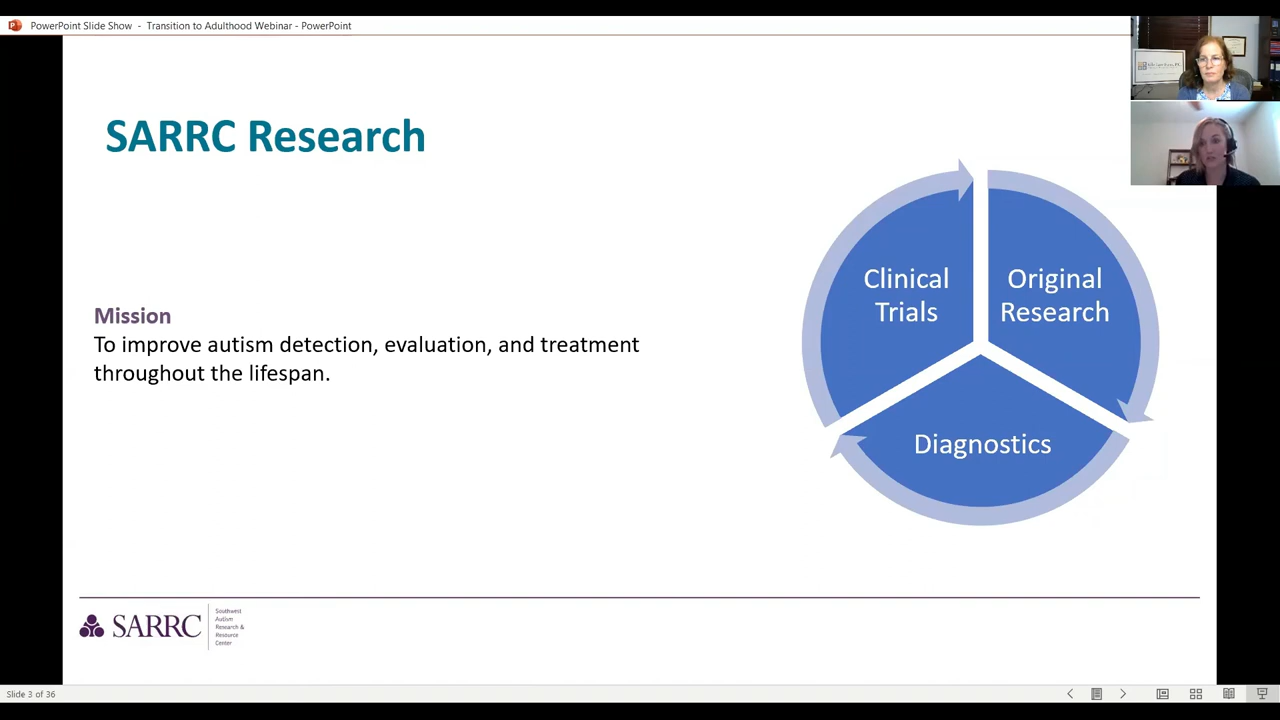 PowerPoint Slide Show - Transition to Adulthood Webinar - PowerPoint
SARRC Research
Mission
To improve autism detection, evaluation, and treatment
throughout the lifespan.
Clinical
Trials
Original
Research
Diagnostics
SARRC
Southwest
Autism
Research &
Resource
Center
Slide 3 of 36